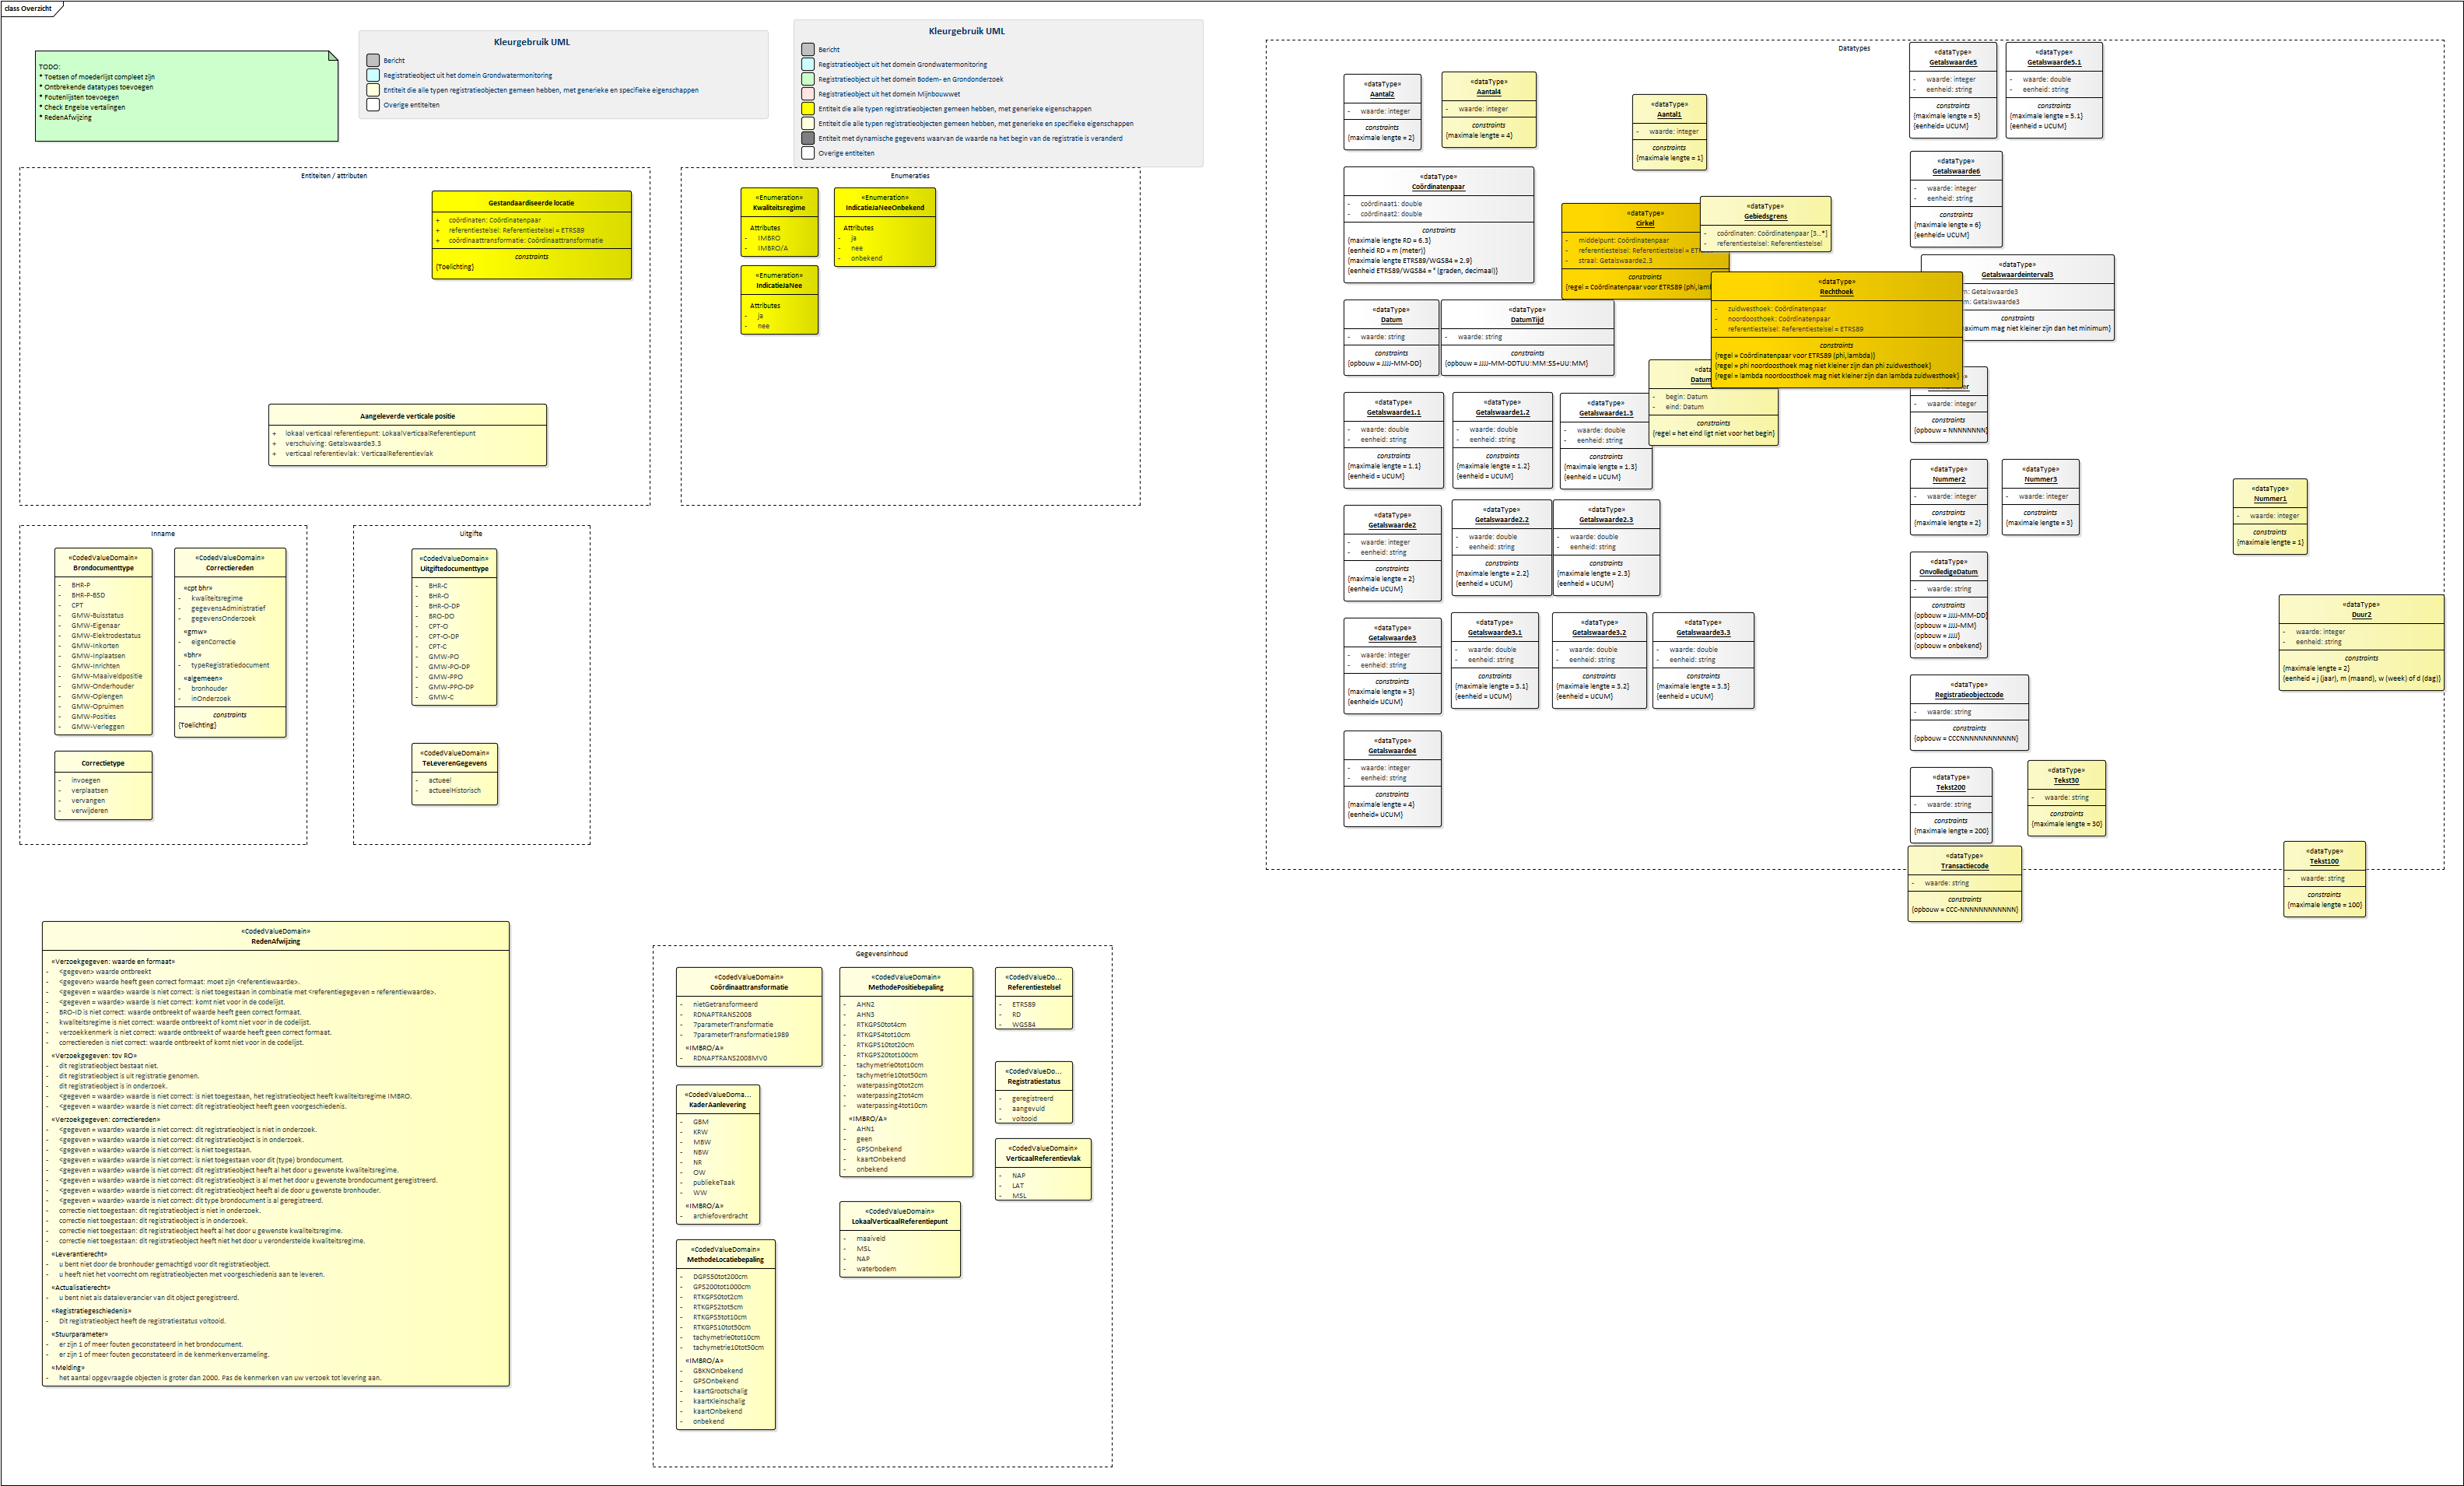 class Overzicht
TODO:
* Toetsen of moederlijst compleet zijn
* Ontbrekende datatypes toevoegen
* Foutenlijsten toevoegen
* Check Engelse vertalingen
* RedenAfwijzing
Kleurgebruik UML
Bericht
Registratieobject uit het domein Grondwatermonitoring
Entiteit die alle typen registratieobjecten gemeen hebben, met generieke en specifieke eigenschappen
Overige entiteiten
Kleurgebruik UML
Bericht
Registratieobject uit het domein Grondwatermonitoring
Registratieobject uit het domein Bodem- en Grondonderzoek
Registratieobject uit het domein Mijnbouwwet
Entiteit die alle typen registratieobjecten gemeen hebben, met generieke eigenschappen
Entiteit die alle typen registratieobjecten gemeen hebben, met generieke en specifieke eigenschappen
Entiteit met dynamische gegevens waarvan de waarde na het begin van de registratie is veranderd
Overige entiteiten
Entiteiten / attributen
Gestandaardiseerde locatie
+ coördinaten: Coördinatenpaar
+ referentiestelsel: Referentiestelsel = ETRS89
+ coördinaattransformatie: Coördinaattransformatie
constraints
{Toelichting}
Aangeleverde verticale positie
+ lokaal verticaal referentiepunt: LokaalVerticaalReferentiepunt
+ verschuiving: Getalswaarde3.3
+ verticaal referentievlak: VerticaalReferentievlak
Enumeraties
«Enumeration»
Kwaliteitsregime
Attributes
- IMBRO
- IMBRO/A
«Enumeration»
IndicatieJaNeeOnbekend
Attributes
- ja
- nee
- onbekend
«Enumeration»
IndicatieJaNee
Attributes
- ja
- nee
Inname
«CodedValueDomain»
Brondocumenttype
- BHR-P
- BHR-P-BSD
- CPT
- GMW-Buisstatus
- GMW-Eigenaar
- GMW-Elektrodestatus
- GMW-Inkorten
- GMW-Inplaatsen
- GMW-Inrichten
- GMW-Maaiveldpositie
- GMW-Onderhouder
- GMW-Oplengen
- GMW-Opruimen
- GMW-Posities
- GMW-Verleggen
«CodedValueDomain»
Correctiereden
«cpt bhr»
- kwaliteitsregime
- gegevensAdministratief
- gegevensOnderzoek
«gmw»
- eigenCorrectie
«bhr»
- typeRegistratiedocument
«algemeen»
- bronhouder
- inOnderzoek
constraints
{Toelichting}
Correctietype
- invoegen
- verplaatsen
- vervangen
- verwijderen
Uitgifte
«CodedValueDomain»
Uitgiftedocumenttype
- BHR-C
- BHR-O
- BHR-O-DP
- BRO-DO
- CPT-O
- CPT-O-DP
- CPT-C
- GMW-PO
- GMW-PO-DP
- GMW-PPO
- GMW-PPO-DP
- GMW-C
«CodedValueDomain»
TeLeverenGegevens
- actueel
- actueelHistorisch
«CodedValueDomain»
RedenAfwijzing
«Verzoekgegeven: waarde en formaat»
- <gegeven> waarde ontbreekt
- <gegeven> waarde heeft geen correct formaat: moet zijn <referentiewaarde>.
- <gegeven = waarde> waarde is niet correct: is niet toegestaan in combinatie met <referentiegegeven = referentiewaarde>.
- <gegeven = waarde> waarde is niet correct: komt niet voor in de codelijst.
- BRO-ID is niet correct: waarde ontbreekt of waarde heeft geen correct formaat.
- kwaliteitsregime is niet correct: waarde ontbreekt of komt niet voor in de codelijst.
- verzoekkenmerk is niet correct: waarde ontbreekt of waarde heeft geen correct formaat.
- correctiereden is niet correct: waarde ontbreekt of komt niet voor in de codelijst.
«Verzoekgegeven: tov RO»
- dit registratieobject bestaat niet.
- dit registratieobject is uit registratie genomen.
- dit registratieobject is in onderzoek.
- <gegeven = waarde> waarde is niet correct: is niet toegestaan, het registratieobject heeft kwaliteitsregime IMBRO.
- <gegeven = waarde> waarde is niet correct: dit registratieobject heeft geen voorgeschiedenis.
«Verzoekgegeven: correctiereden»
- <gegeven = waarde> waarde is niet correct: dit registratieobject is niet in onderzoek.
- <gegeven = waarde> waarde is niet correct: dit registratieobject is in onderzoek.
- <gegeven = waarde> waarde is niet correct: is niet toegestaan.
- <gegeven = waarde> waarde is niet correct: is niet toegestaan voor dit (type) brondocument.
- <gegeven = waarde> waarde is niet correct: dit registratieobject heeft al het door u gewenste kwaliteitsregime.
- <gegeven = waarde> waarde is niet correct: dit registratieobject is al met het door u gewenste brondocument geregistreerd.
- <gegeven = waarde> waarde is niet correct: dit registratieobject heeft al de door u gewenste bronhouder.
- <gegeven = waarde> waarde is niet correct: dit type brondocument is al geregistreerd.
- correctie niet toegestaan: dit registratieobject is niet in onderzoek.
- correctie niet toegestaan: dit registratieobject is in onderzoek.
- correctie niet toegestaan: dit registratieobject heeft al het door u gewenste kwaliteitsregime.
- correctie niet toegestaan: dit registratieobject heeft niet het door u veronderstelde kwaliteitsregime.
«Leverantierecht»
- u bent niet door de bronhouder gemachtigd voor dit registratieobject.
- u heeft niet het voorrecht om registratieobjecten met voorgeschiedenis aan te leveren.
«Actualisatierecht»
- u bent niet als dataleverancier van dit object geregistreerd.
«Registratiegeschiedenis»
- Dit registratieobject heeft de registratiestatus voltooid.
«Stuurparameter»
- er zijn 1 of meer fouten geconstateerd in het brondocument.
- er zijn 1 of meer fouten geconstateerd in de kenmerkenverzameling.
«Melding»
- het aantal opgevraagde objecten is groter dan 2000. Pas de kenmerken van uw verzoek tot levering aan.
Gegevensinhoud
«CodedValueDomain»
Coördinaattransformatie
- nietGetransformeerd
- RDNAPTRANS2008
- 7parameterTransformatie
- 7parameterTransformatie1989
«IMBRO/A»
- RDNAPTRANS2008MV0
«CodedValueDoma...
KaderAanlevering
- GBM
- KRW
- MBW
- NBW
- NR
- OW
- publiekeTaak
- WW
«IMBRO/A»
- archiefoverdracht
«CodedValueDomain»
MethodeLocatiebepaling
- DGPS50tot200cm
- GPS200tot1000cm
- RTKGPS0tot2cm
- RTKGPS2tot5cm
- RTKGPS5tot10cm
- RTKGPS10tot50cm
- tachymetrie0tot10cm
- tachymetrie10tot50cm
«IMBRO/A»
- GBKNOnbekend
- GPSOnbekend
- kaartGrootschalig
- kaartKleinschalig
- kaartOnbekend
- onbekend
«CodedValueDomain»
MethodePositiebepaling
- AHN2
- AHN3
- RTKGPS0tot4cm
- RTKGPS4tot10cm
- RTKGPS10tot20cm
- RTKGPS20tot100cm
- tachymetrie0tot10cm
- tachymetrie10tot50cm
- waterpassing0tot2cm
- waterpassing2tot4cm
- waterpassing4tot10cm
«IMBRO/A»
- AHN1
- geen
- GPSOnbekend
- kaartOnbekend
- onbekend
«CodedValueDomain»
LokaalVerticaalReferentiepunt
- maaiveld
- MSL
- NAP
- waterbodem
«CodedValueDo...
Referentiestelsel
- ETRS89
- RD
- WGS84
«CodedValueDo...
Registratiestatus
- geregistreerd
- aangevuld
- voltooid
«CodedValueDomain»
VerticaalReferentievlak
- NAP
- LAT
- MSL
Datatypes
«dataType»
Aantal2
- waarde: integer
constraints
{maximale lengte = 2}
«dataType»
Aantal4
- waarde: integer
constraints
{maximale lengte = 4}
«dataType»
Aantal1
- waarde: integer
constraints
{maximale lengte = 1}
«dataType»
Getalswaarde5
- waarde: integer
- eenheid: string
constraints
{maximale lengte = 5}
{eenheid= UCUM}
«dataType»
Getalswaarde5.1
- waarde: double
- eenheid: string
constraints
{maximale lengte = 5.1}
{eenheid = UCUM}
«dataType»
Coördinatenpaar
- coördinaat1: double
- coördinaat2: double
constraints
{maximale lengte RD = 6.3}
{eenheid RD = m (meter)}
{maximale lengte ETRS89/WGS84 = 2.9}
{eenheid ETRS89/WGS84 = ° (graden, decimaal)}
«dataType»
Cirkel
- middelpunt: Coördinatenpaar
- referentiestelsel: Referentiestelsel = ETR
- straal: Getalswaarde2.3
constraints
{regel = Coördinatenpaar voor ETRS89 (phi,lam
«dataType»
Gebiedsgrens
- coördinaten: Coördinatenpaar [3..*]
- referentiestelsel: Referentiestelsel
«dataType»
Getalswaarde6
- waarde: integer
- eenheid: string
constraints
{maximale lengte = 6}
{eenheid= UCUM}
«dataType»
Getalswaardeinterval3
m: Getalswaarde3
m: Getalswaarde3
constraints
aximum mag niet kleiner zijn dan het minimum}
«dataType»
Rechthoek
- zuidwesthoek: Coördinatenpaar
- noordoosthoek: Coördinatenpaar
- referentiestelsel: Referentiestelsel = ETRS89
constraints
{regel = Coördinatenpaar voor ETRS89 (phi,lambda)}
{regel = phi noordoosthoek mag niet kleiner zijn dan phi zuidwesthoek}
{regel = lambda noordoosthoek mag niet kleiner zijn dan lambda zuidwesthoek}
«dataType»
Datum
- waarde: string
constraints
{opbouw = JJJJ-MM-DD}
«dataType»
DatumTijd
- waarde: string
constraints
{opbouw = JJJJ-MM-DDTUU:MM:SS+UU:MM}
«da
Datum
- begin: Datum
- eind: Datum
constraints
{regel = het eind ligt niet voor het begin}
- waarde: integer
constraints
{opbouw = NNNNNNNN}
«dataType»
Getalswaarde1.1
- waarde: double
- eenheid: string
constraints
{maximale lengte = 1.1}
{eenheid = UCUM}
«dataType»
Getalswaarde1.2
- waarde: double
- eenheid: string
constraints
{maximale lengte = 1.2}
{eenheid = UCUM}
«dataType»
Getalswaarde1.3
- waarde: double
- eenheid: string
constraints
{maximale lengte = 1.3}
{eenheid = UCUM}
«dataType»
Nummer2
- waarde: integer
constraints
{maximale lengte = 2}
«dataType»
Nummer3
- waarde: integer
constraints
{maximale lengte = 3}
«dataType»
Nummer1
- waarde: integer
constraints
{maximale lengte = 1}
«dataType»
Getalswaarde2
- waarde: integer
- eenheid: string
constraints
{maximale lengte = 2}
{eenheid= UCUM}
«dataType»
Getalswaarde2.2
- waarde: double
- eenheid: string
constraints
{maximale lengte = 2.2}
{eenheid = UCUM}
«dataType»
Getalswaarde2.3
- waarde: double
- eenheid: string
constraints
{maximale lengte = 2.3}
{eenheid = UCUM}
«dataType»
OnvolledigeDatum
- waarde: string
constraints
{opbouw = JJJJ-MM-DD}
{opbouw = JJJJ-MM}
{opbouw = JJJJ}
{opbouw = onbekend}
«dataType»
Duur2
- waarde: integer
- eenheid: string
constraints
{maximale lengte = 2}
{eenheid = j (jaar), m (maand), w (week) of d (dag)}
«dataType»
Getalswaarde3
- waarde: integer
- eenheid: string
constraints
{maximale lengte = 3}
{eenheid= UCUM}
«dataType»
Getalswaarde3.1
- waarde: double
- eenheid: string
constraints
{maximale lengte = 3.1}
{eenheid = UCUM}
«dataType»
Getalswaarde3.2
- waarde: double
- eenheid: string
constraints
{maximale lengte = 3.2}
{eenheid = UCUM}
«dataType»
Getalswaarde3.3
- waarde: double
- eenheid: string
constraints
{maximale lengte = 3.3}
{eenheid = UCUM}
«dataType»
Registratieobjectcode
- waarde: string
constraints
{opbouw = CCCNNNNNNNNNNNN}
«dataType»
Getalswaarde4
- waarde: integer
- eenheid: string
constraints
{maximale lengte = 4}
{eenheid= UCUM}
«dataType»
Tekst200
- waarde: string
constraints
{maximale lengte = 200}
«dataType»
Tekst30
- waarde: string
constraints
{maximale lengte = 30}
«dataType»
Transactiecode
- waarde: string
constraints
{opbouw = CCC-NNNNNNNNNNNN}
«dataType»
Tekst100
- waarde: string
constraints
{maximale lengte = 100}